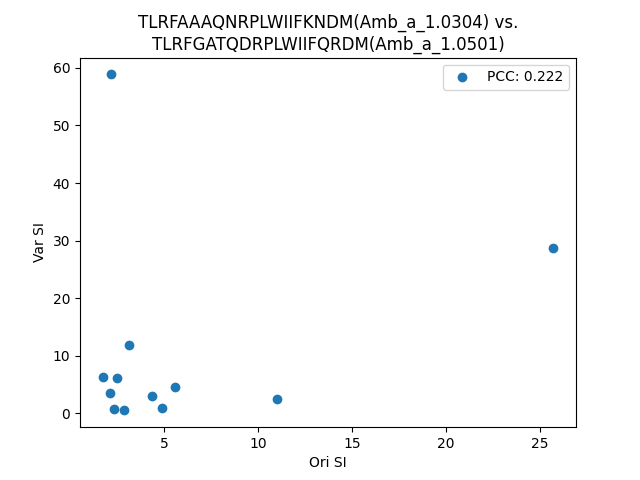 TLRFAAAQNRPLWIIFKNDM(Amb_a_1.0304) vs.
TLRFGATQDRPLWIIFQRDM(Amb_a_1.0501)
PCC: 0.222
60
50
40
30
20
10
0
Var SI
5 10 15 20 25
Ori SI